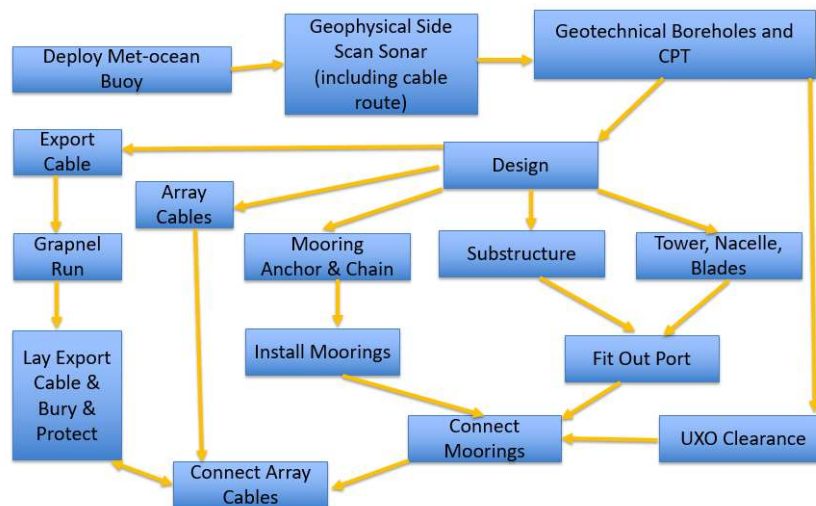 Deploy Met-ocean
Buoy
Geophysical Side
Scan Sonar
(including cable
route)
Geotechnical Boreholes and
CPT
Export
Cable
Design
Array
Cables
Grapnel
Run
Mooring
Anchor & Chain
Substructure
Tower, Nacelle,
Blades
Lay Export
Cable &
Bury &
Protect
Install Moorings
Fit Out Port
Connect
Moorings
UXO Clearance
Connect Array
Cables